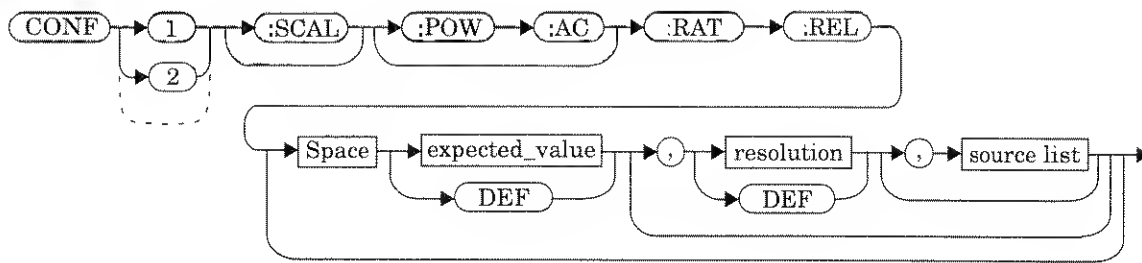 CONF 1 :SCAL :POW :AC :RAT :REL
2
Space expected_value , resolution , source list
DEF DEF